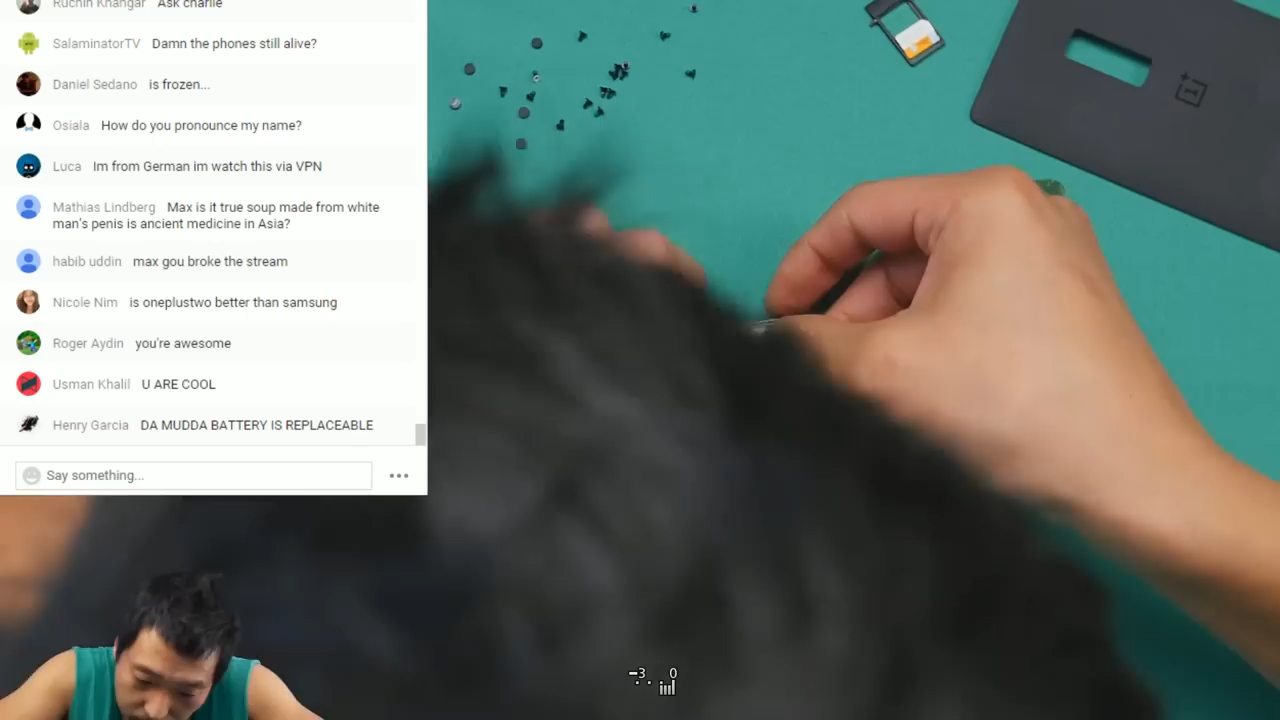 Ruchin Khangar Ask charlie
SalaminatorTV Damn the phones still alive?
Daniel Sedano is frozen...
Osiala How do you pronounce my name?
Luca Im from German im watch this via VPN
Mathias Lindberg Max is it true soup made from white
man's penis is ancient medicine in Asia?
habib uddin max gou broke the stream
Nicole Nim is oneplustwo better than samsung
Roger Aydin you're awesome
Usman Khalil U ARE COOL
Henry Garcia DA MUDDA BATTERY IS REPLACEABLE
Say something...
1+
-3 0